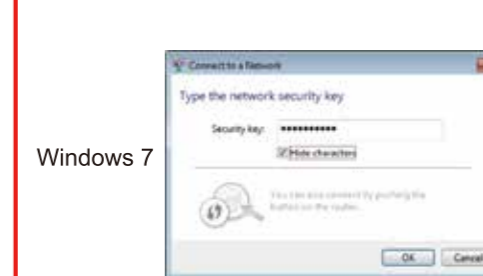 Connect to a Network
Type the network security key
Security key: ●●●●●●●●●●
Hide characters
Windows 7
You can also connect by pushing the
button on the router.
OK
Cancel